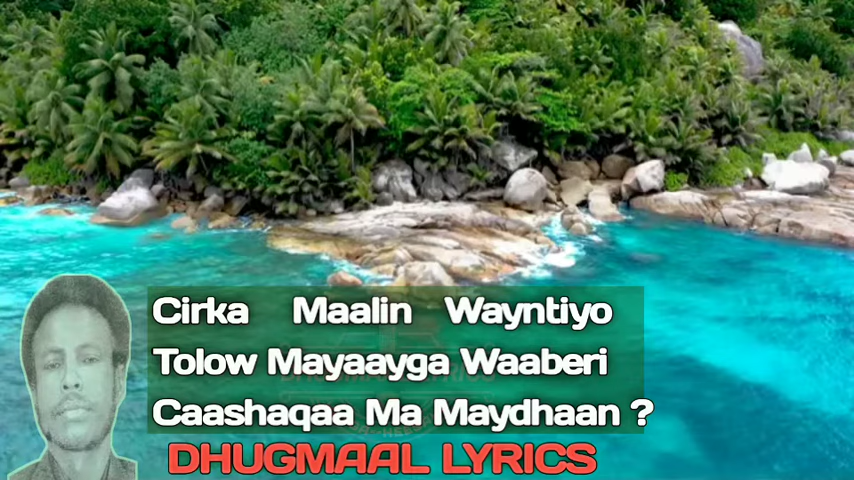 Cirka Maalin Wayntiyo
Tolow Mayaayga Waaberi
Caashaqaa Ma Maydhaan ?
DHUGMAAL LYRICS